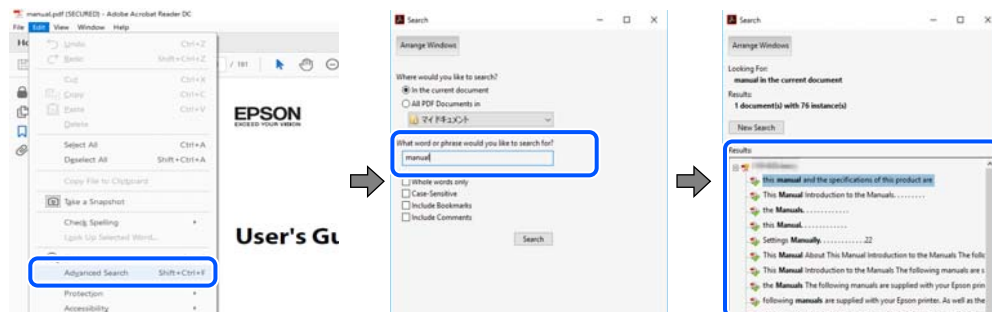 manual.pdf (SECURED) - Adobe Acrobat Reader DC
File Edit View Window Help
Undo Ctrl+Z
Redo Shift+Ctrl+Z
Cut Ctrl+X
Copy Ctrl+C
Paste Ctrl+V
Delete
Select All Ctrl+A
Deselect All Shift+Ctrl+A
Copy File to Clipboard
Take a Snapshot
Check Spelling
Look Up Selected Word...
Advanced Search Shift+Ctrl+F
Protection
Accessibility
/ 181
EPSON
EXCEED YOUR VISION
User's Gu
Search
Arrange Windows
Where would you like to search?
In the current document
All PDF Documents in
マイ ドキュメント
What word or phrase would you like to search for?
manual
Whole words only
Case-Sensitive
Include Bookmarks
Include Comments
Search
Search
Arrange Windows
Looking For:
manual in the current document
Results:
1 document(s) with 76 instance(s)
New Search
Results:
this manual and the specifications of this product are
This Manual Introduction to the Manuals. . . . . . . . .
the Manuals. . . . . . . . . . . . .
this Manual. . . . . . . . . . . . .
Settings Manually. . . . . . . . . . . . .22
This Manual About This Manual Introduction to the Manuals The follo
This Manual Introduction to the Manuals The following manuals are s
the Manuals The following manuals are supplied with your Epson prin
following manuals are supplied with your Epson printer. As well as the